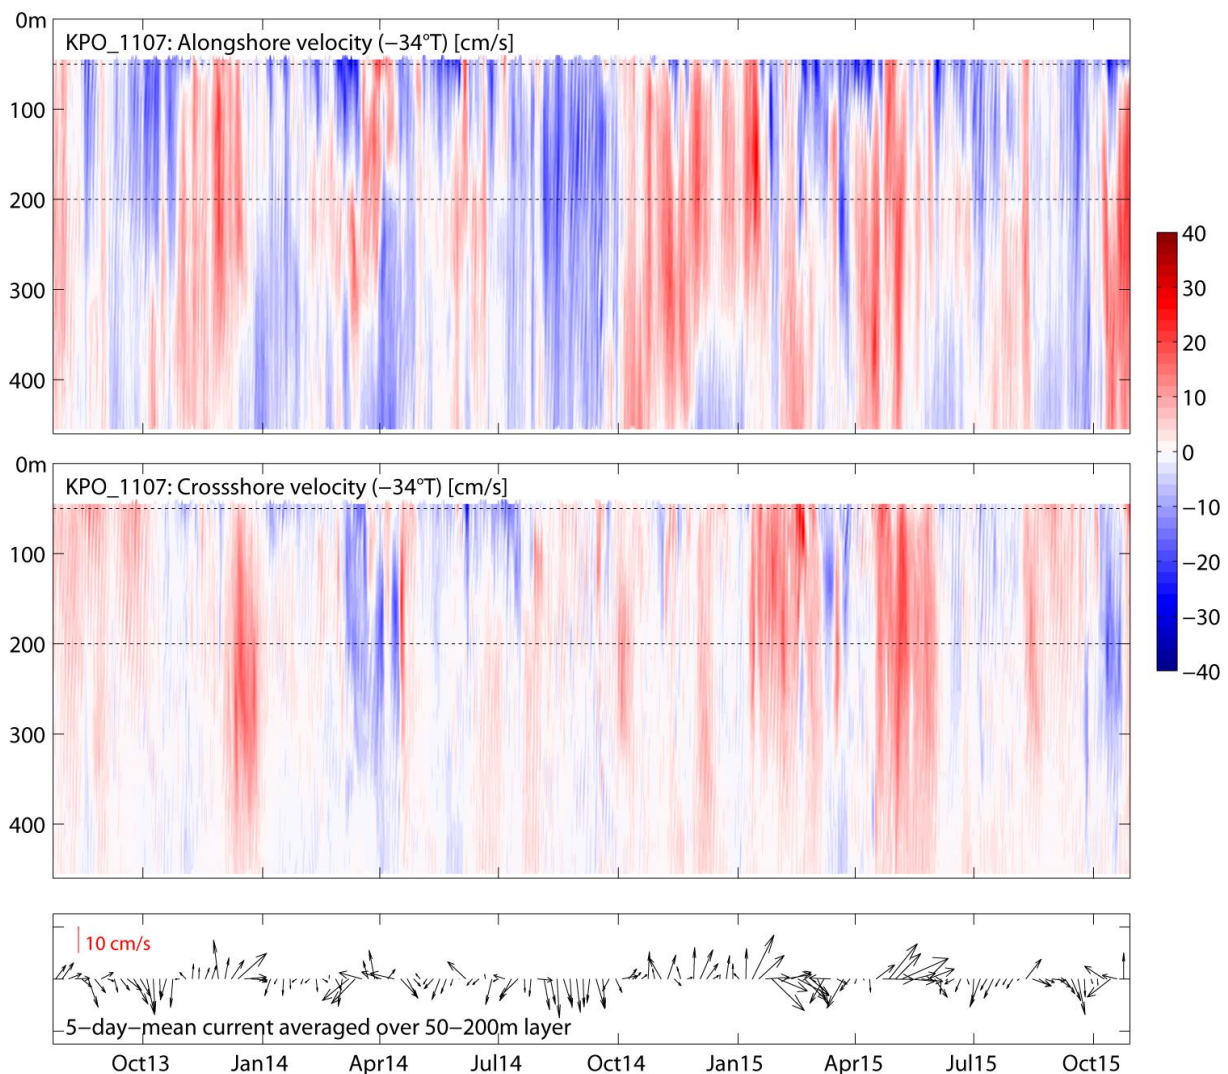 0m
KPO_1107: Alongshore velocity (−34°T) [cm/s]
100
200
300
400
0m
KPO_1107: Crossshore velocity (−34°T) [cm/s]
100
200
300
400
40
30
20
10
0
−10
−20
−30
−40
10 cm/s
5−day−mean current averaged over 50−200m layer
Oct13 Jan14 Apr14 Jul14 Oct14 Jan15 Apr15 Jul15 Oct15